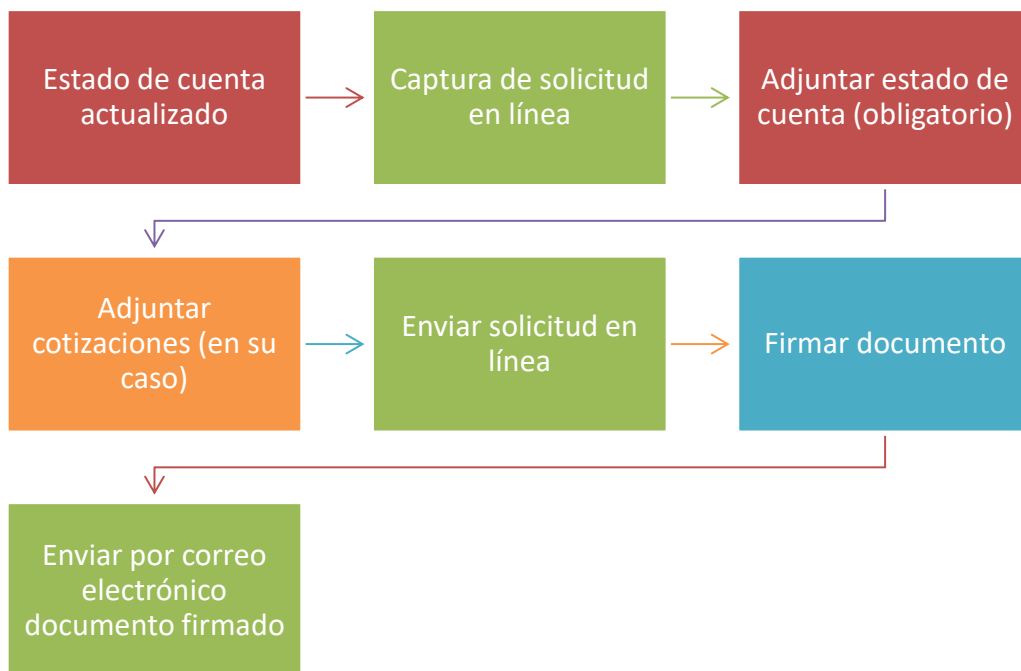 Estado de cuenta
actualizado
Captura de solicitud
en línea
Adjuntar estado de
cuenta (obligatorio)
Adjuntar
cotizaciones (en su
caso)
Enviar solicitud en
línea
Firmar documento
Enviar por correo
electrónico
documento firmado